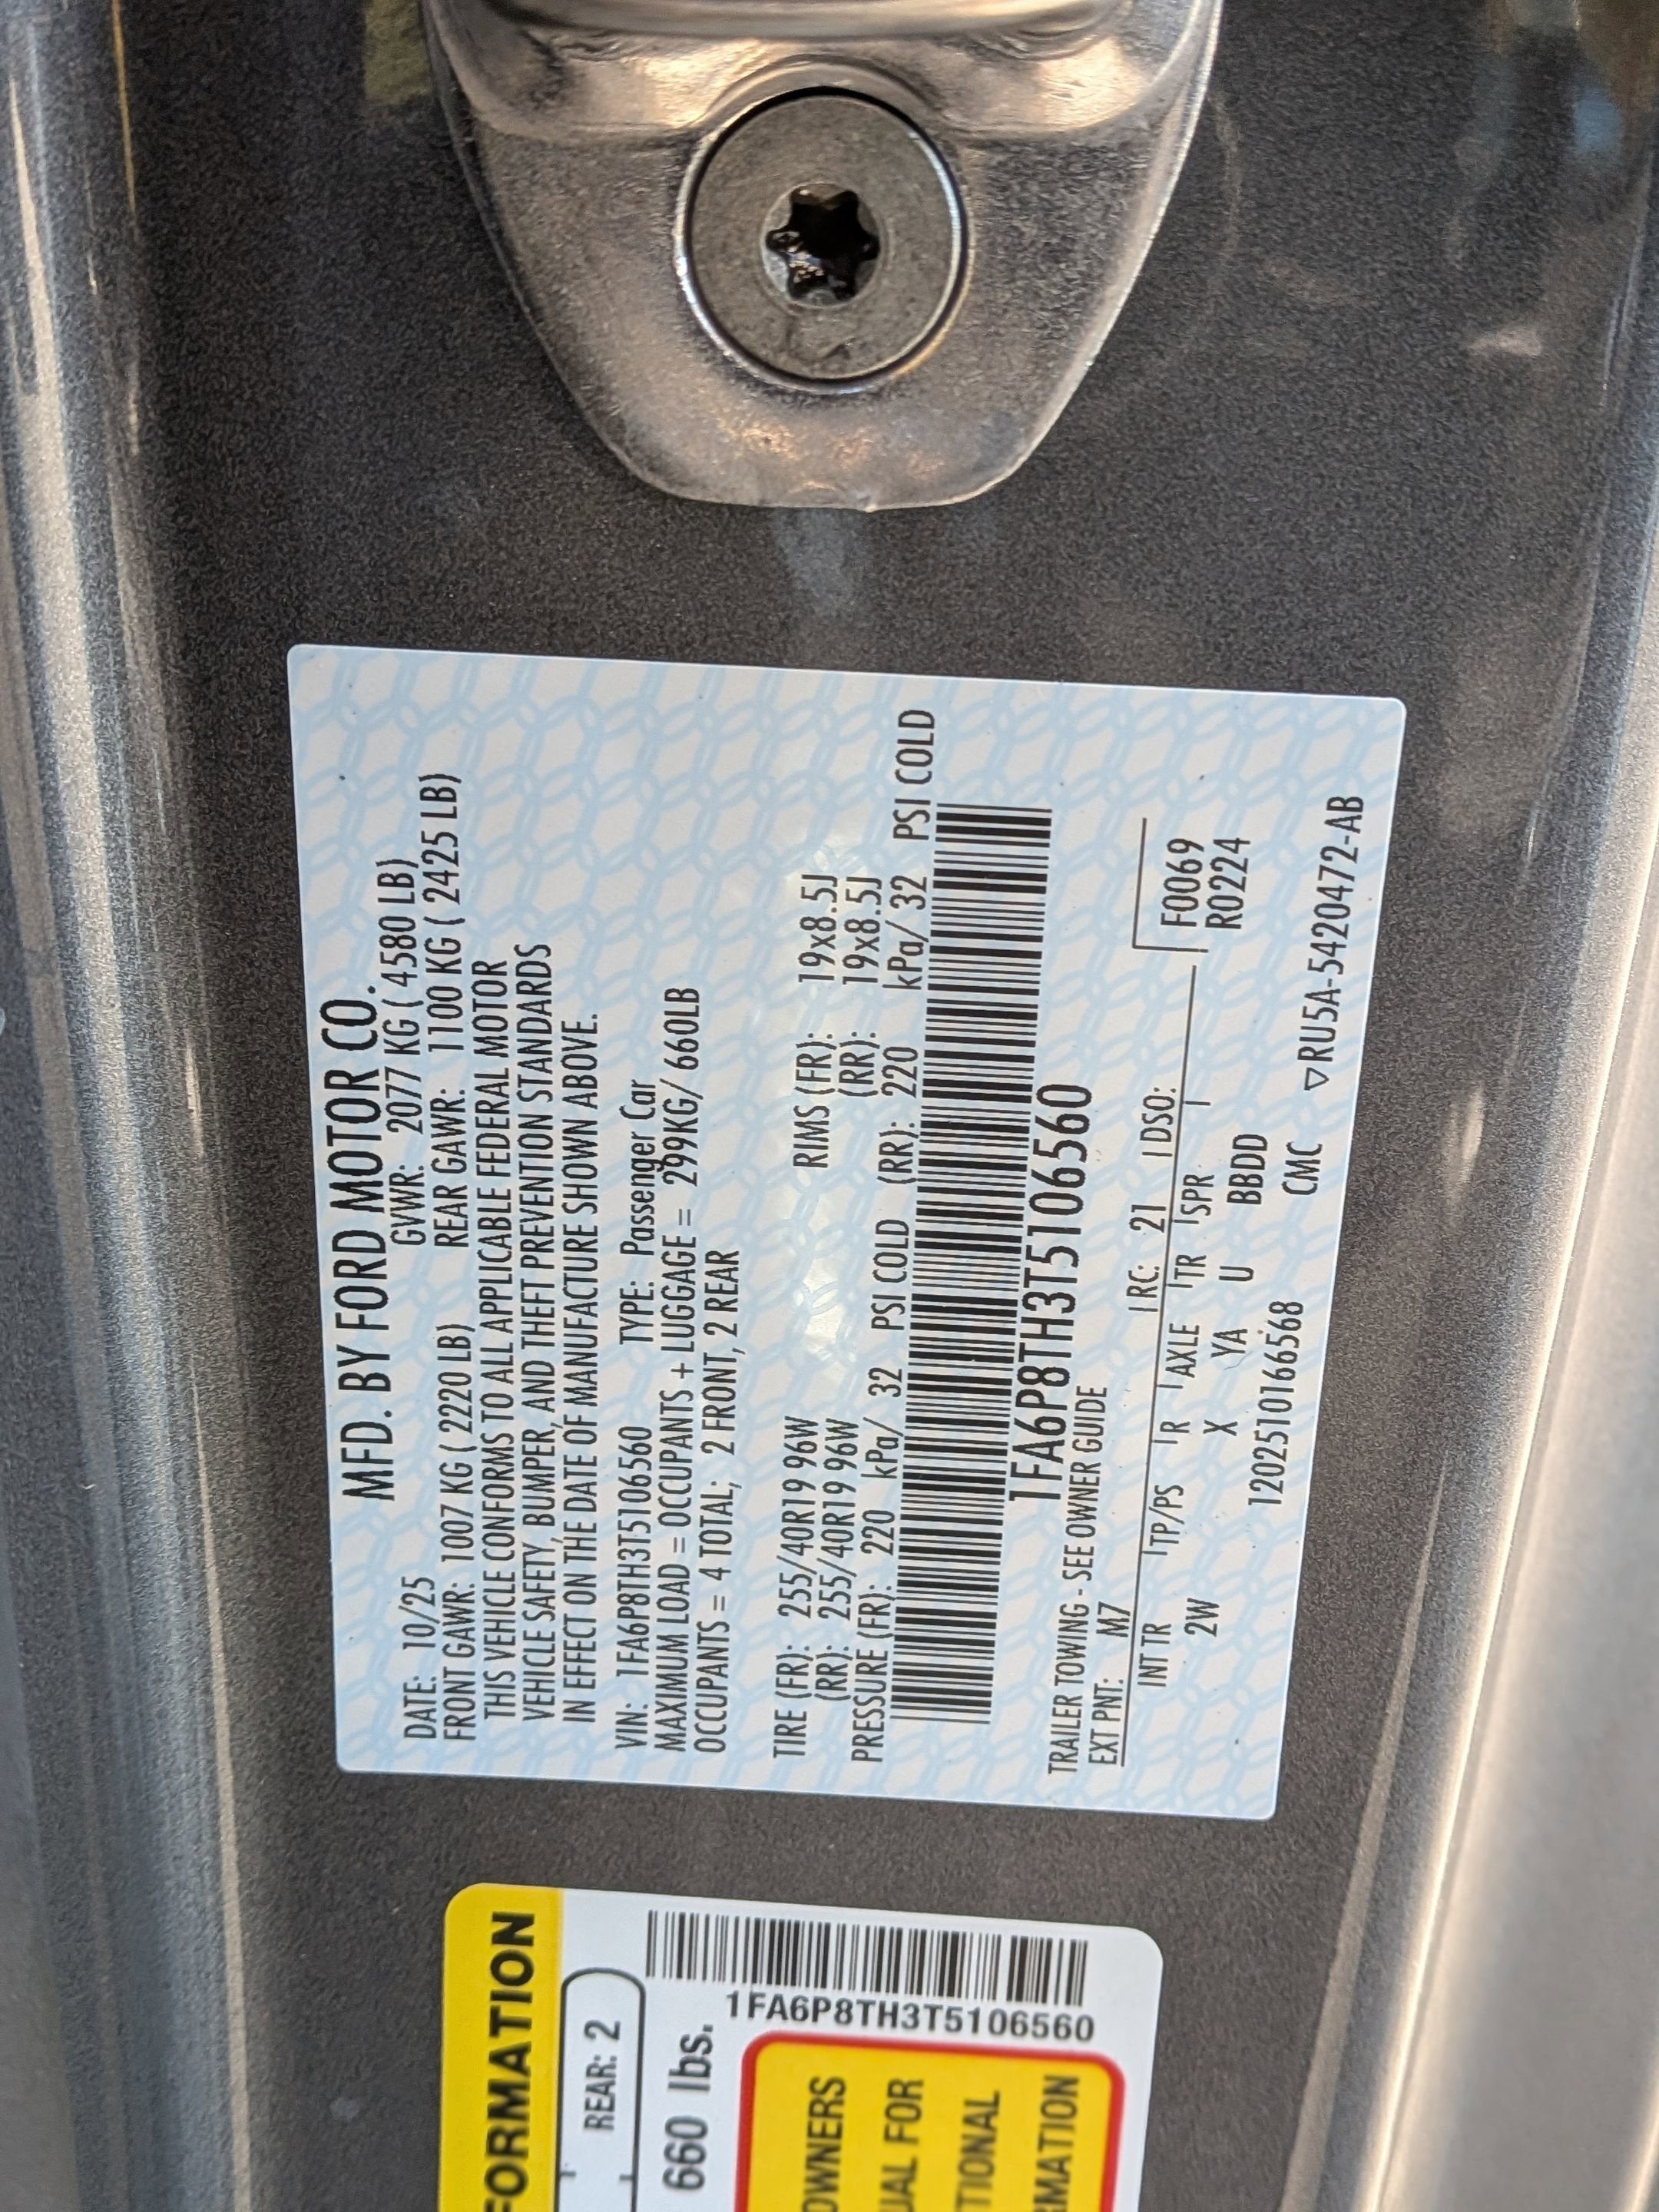 MFD. BY FORD MOTOR CO.
DATE: 10/25 GVWR: 2077 KG ( 4580 LB)
FRONT GAWR: 1007 KG ( 2220 LB) REAR GAWR: 1100 KG ( 2425 LB)
THIS VEHICLE CONFORMS TO ALL APPLICABLE FEDERAL MOTOR
VEHICLE SAFETY, BUMPER, AND THEFT PREVENTION STANDARDS
IN EFFECT ON THE DATE OF MANUFACTURE SHOWN ABOVE.
VIN: 1FA6P8TH3T5106560 TYPE: Passenger Car
MAXIMUM LOAD = OCCUPANTS + LUGGAGE = 299KG/ 660LB
OCCUPANTS = 4 TOTAL; 2 FRONT, 2 REAR
TIRE (FR): 255/40R19 96W RIMS (FR): 19x8.5J
(RR): 255/40R19 96W (RR): 19x8.5J
PRESSURE (FR): 220 kPa/ 32 PSI COLD (RR): 220 kPa/ 32 PSI COLD
1FA6P8TH3T5106560
TRAILER TOWING - SEE OWNER GUIDE
EXT PNT: M7 RC: 21 DSO:
INT TR TP/PS R AXLE TR SPR F0069
2W X YA U BBDD R0224
1202510166568 CMC ▽RU5A-5420472-AB
FORMATION
REAR: 2
660 lbs.
1FA6P8TH3T5106560
OWNERS
UAL FOR
TIONAL
RMATION